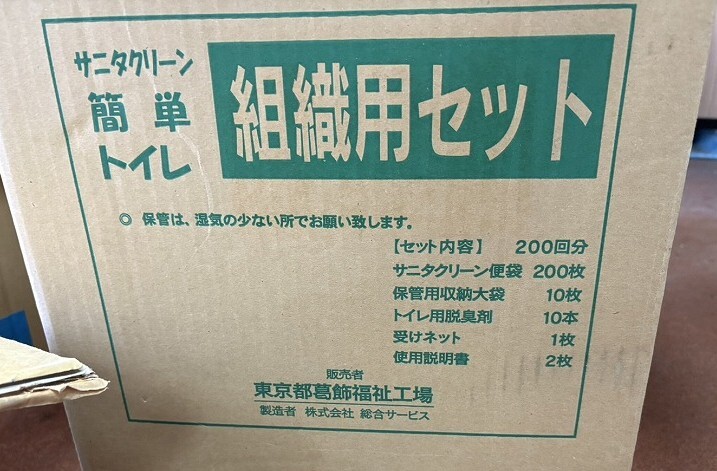 サニタクリーン
簡単
トイレ
組織用セット
◎ 保管は、湿気の少ない所でお願い致します。
【セット内容】 200回分
サニタクリーン便袋 200枚
保管用収納大袋 10枚
トイレ用脱臭剤 10本
受けネット 1枚
使用説明書 2枚
販売者
東京都葛飾福祉工場
製造者 株式会社 総合サービス